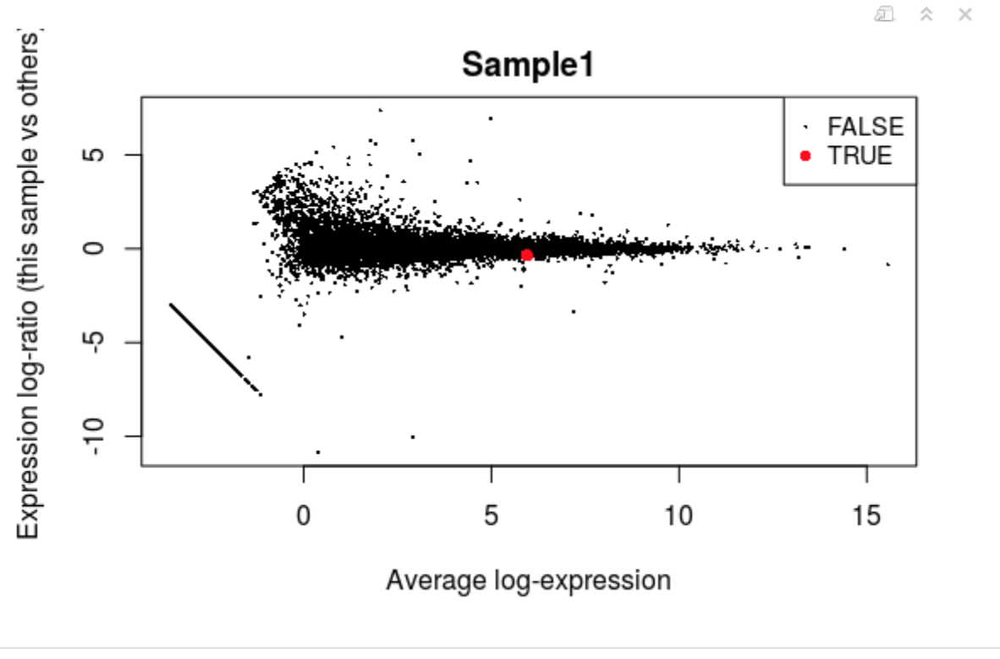 Sample1
Expression log-ratio (this sample vs others)
FALSE
TRUE
5
0
-5
-10
0
5
10
15
Average log-expression